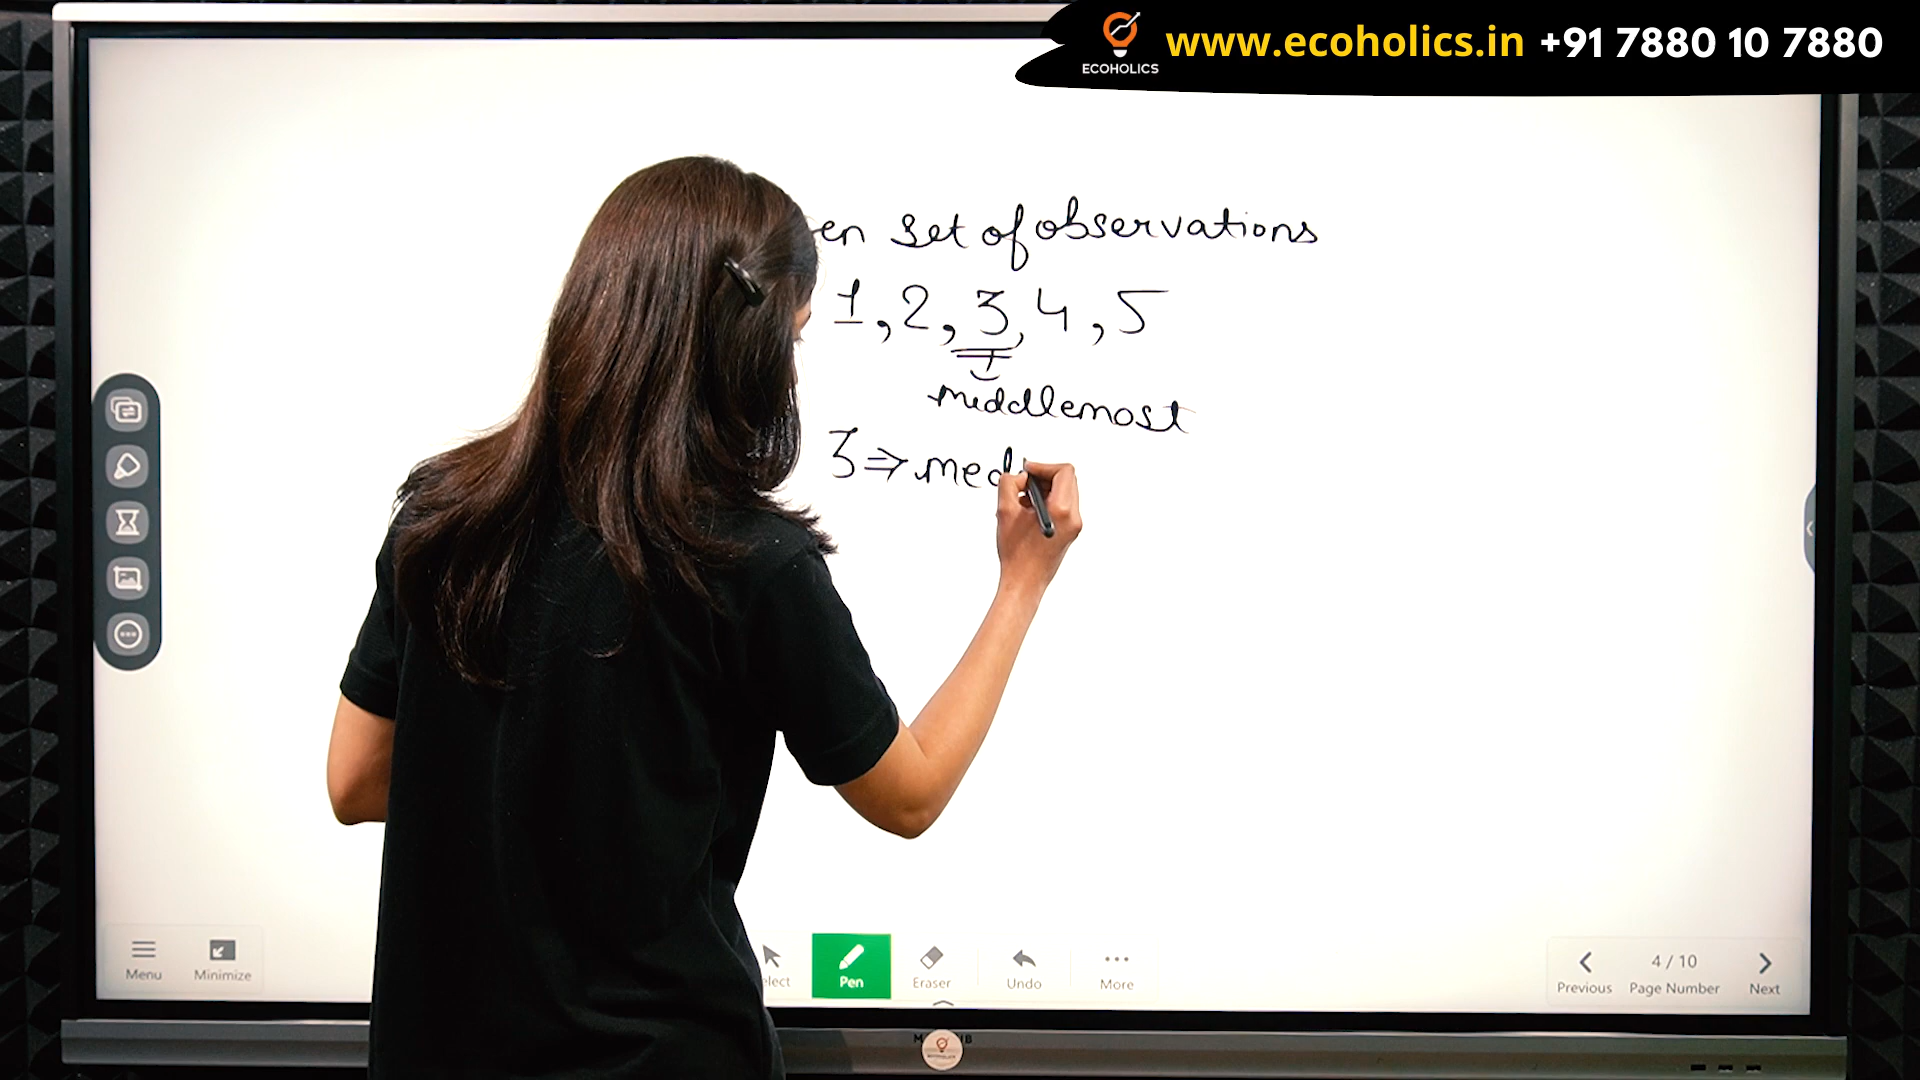 www.ecoholics.in +91 7880 10 7880
ECOHOLICS
en set of observations
1, 2, 3, 4, 5
middlemost
3 ⇒ med
Menu
Minimize
elect
Pen
Eraser
Undo
More
4 / 10
Previous
Page Number
Next